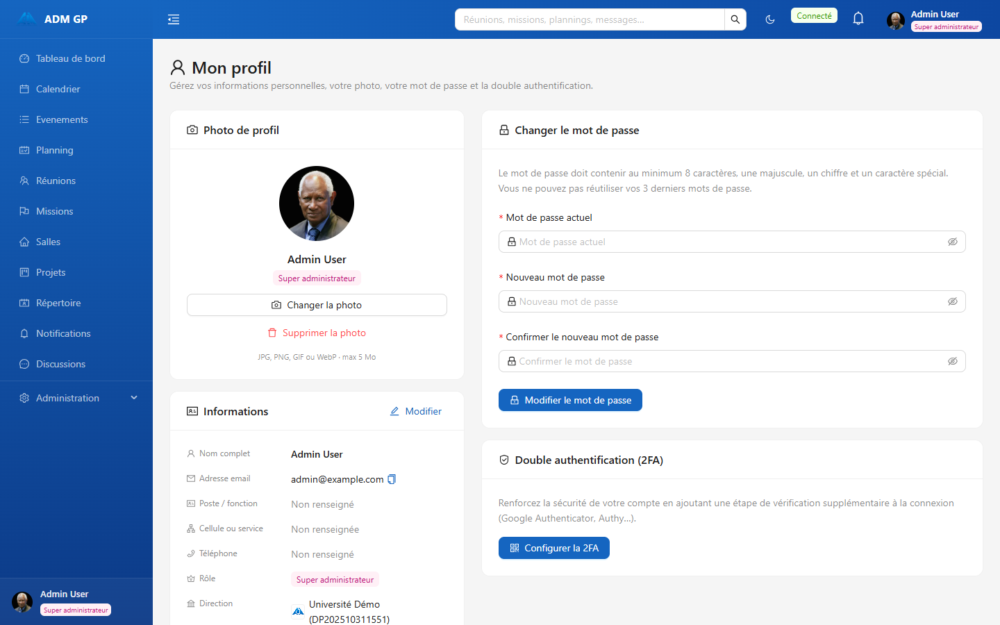 ADM GP
Réunions, missions, plannings, messages...
Connecté
Admin User
Super administrateur
Tableau de bord
Calendrier
Evenements
Planning
Réunions
Missions
Salles
Projets
Répertoire
Notifications
Discussions
Administration
Admin User
Super administrateur
Mon profil
Gérez vos informations personnelles, votre photo, votre mot de passe et la double authentification.
Photo de profil
Admin User
Super administrateur
Changer la photo
Supprimer la photo
JPG, PNG, GIF ou WebP · max 5 Mo
Informations
Modifier
Nom complet
Admin User
Adresse email
admin@example.com
Poste / fonction
Non renseigné
Cellule ou service
Non renseignée
Téléphone
Non renseigné
Rôle
Super administrateur
Direction
Université Démo
(DP202510311551)
Changer le mot de passe
Le mot de passe doit contenir au minimum 8 caractères, une majuscule, un chiffre et un caractère spécial.
Vous ne pouvez pas réutiliser vos 3 derniers mots de passe.
* Mot de passe actuel
Mot de passe actuel
* Nouveau mot de passe
Nouveau mot de passe
* Confirmer le nouveau mot de passe
Confirmer le mot de passe
Modifier le mot de passe
Double authentification (2FA)
Renforcez la sécurité de votre compte en ajoutant une étape de vérification supplémentaire à la connexion
(Google Authenticator, Authy...).
Configurer la 2FA